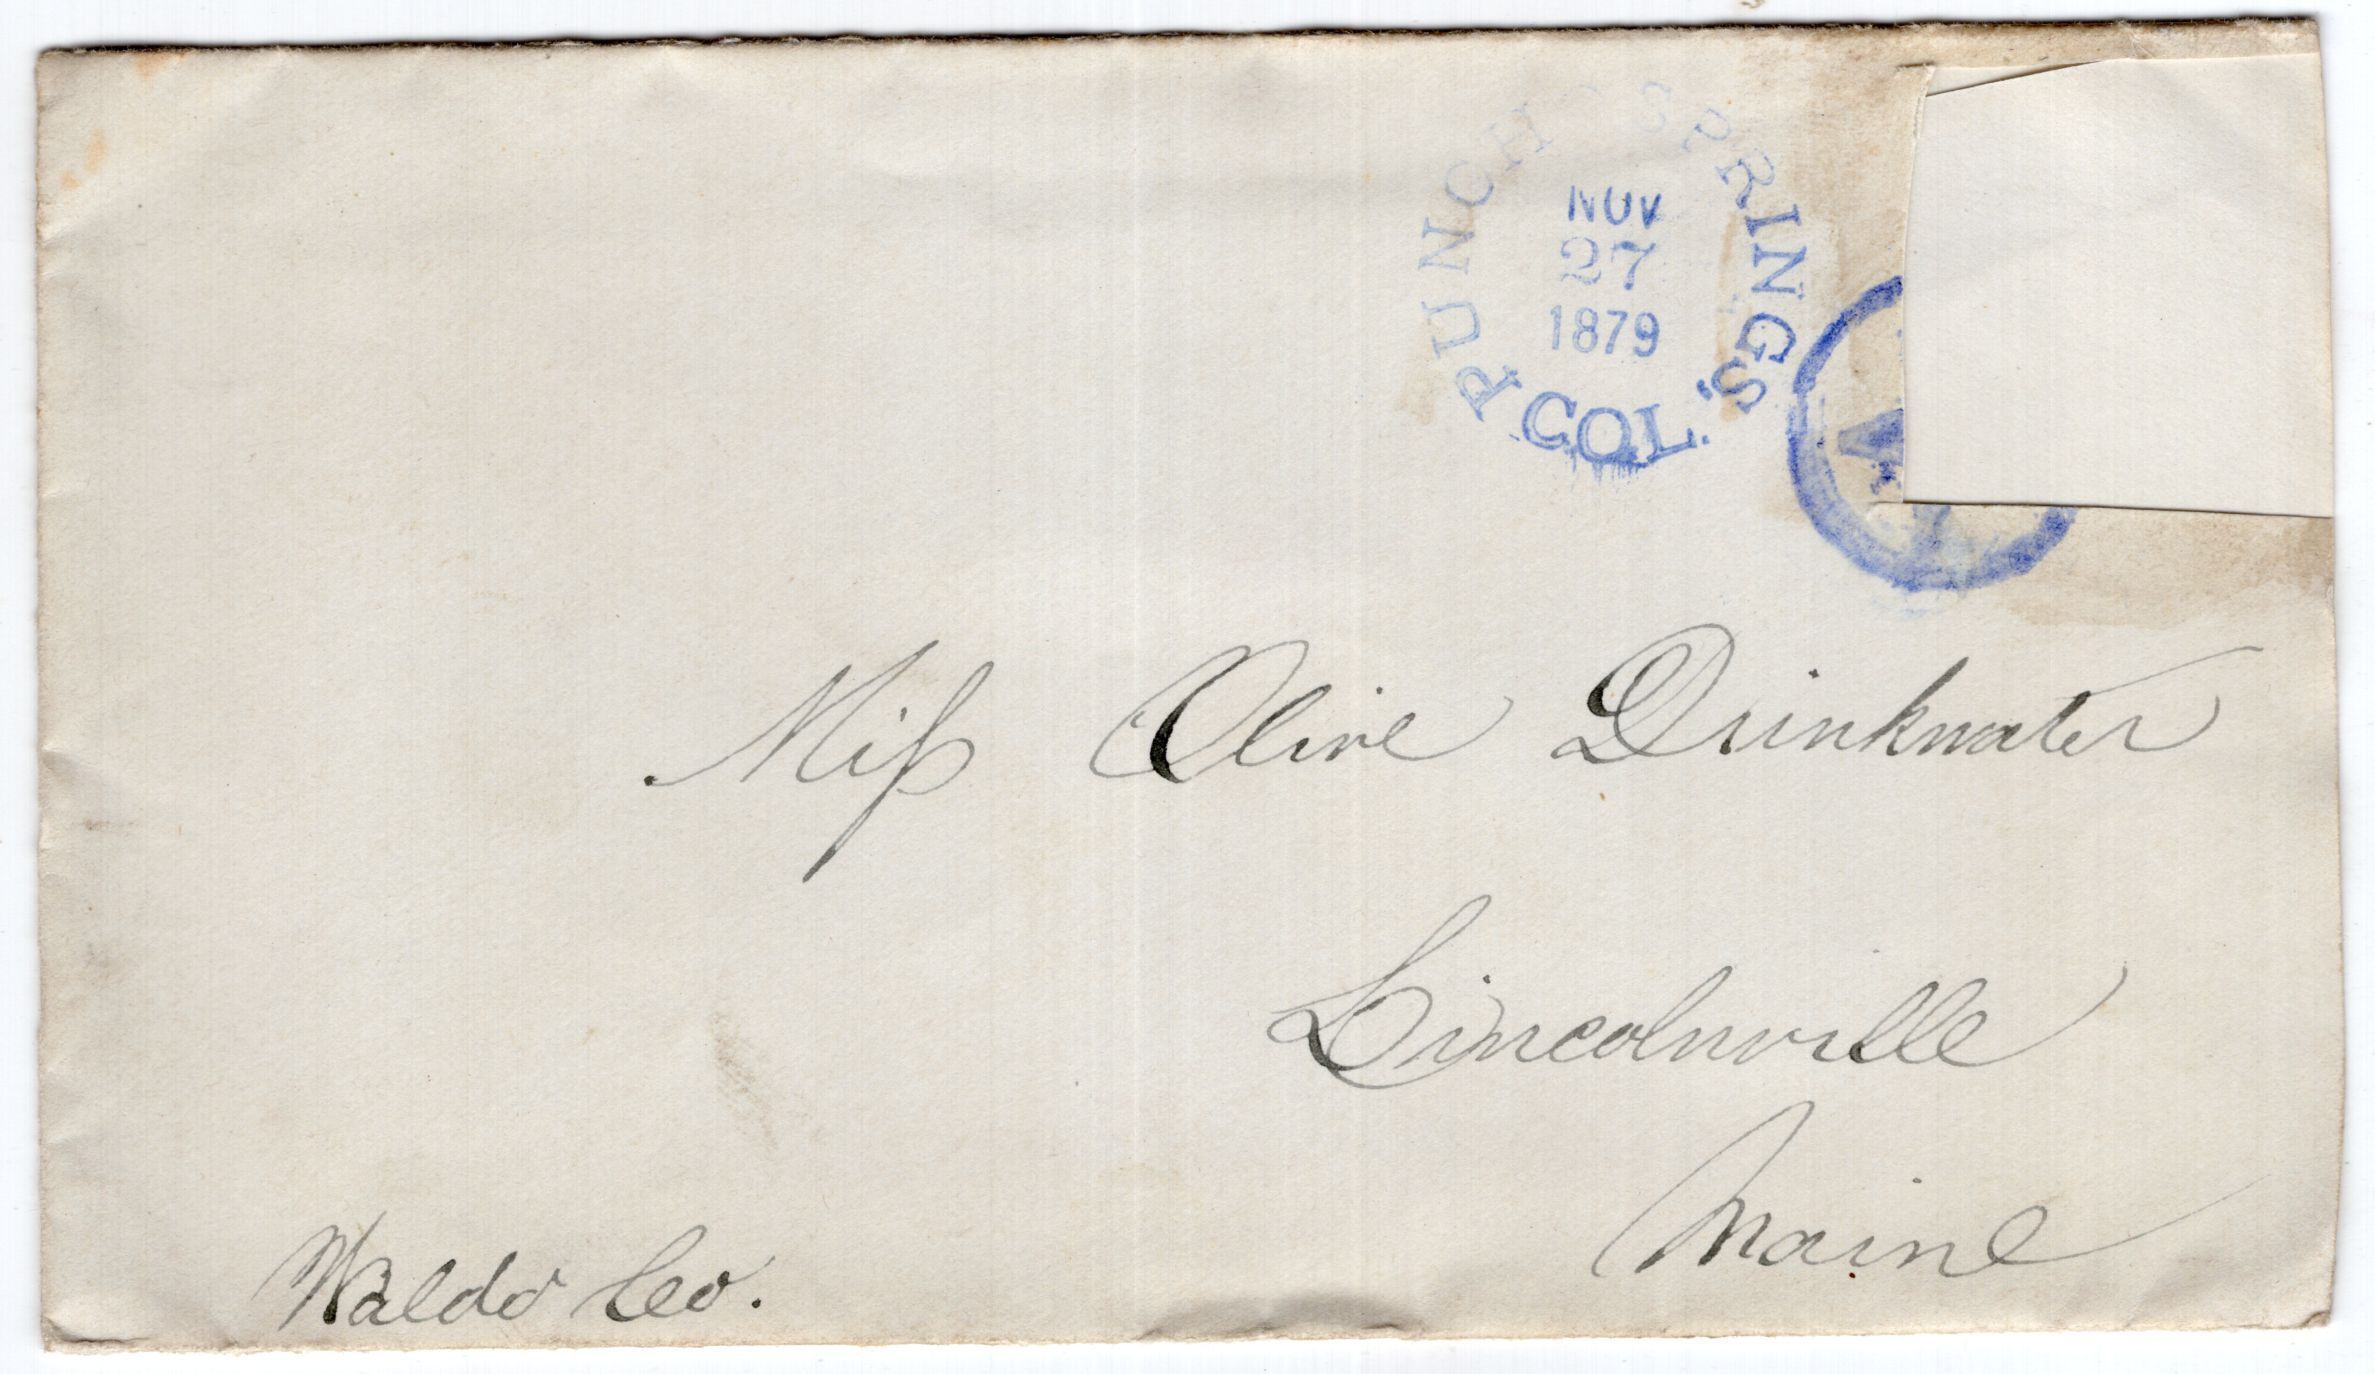 PUNCHO SPRINGS,
COL.
NOV
27
1879
Miſs Olive Drinkwater
Lincolnville
Maine
Waldo Co.